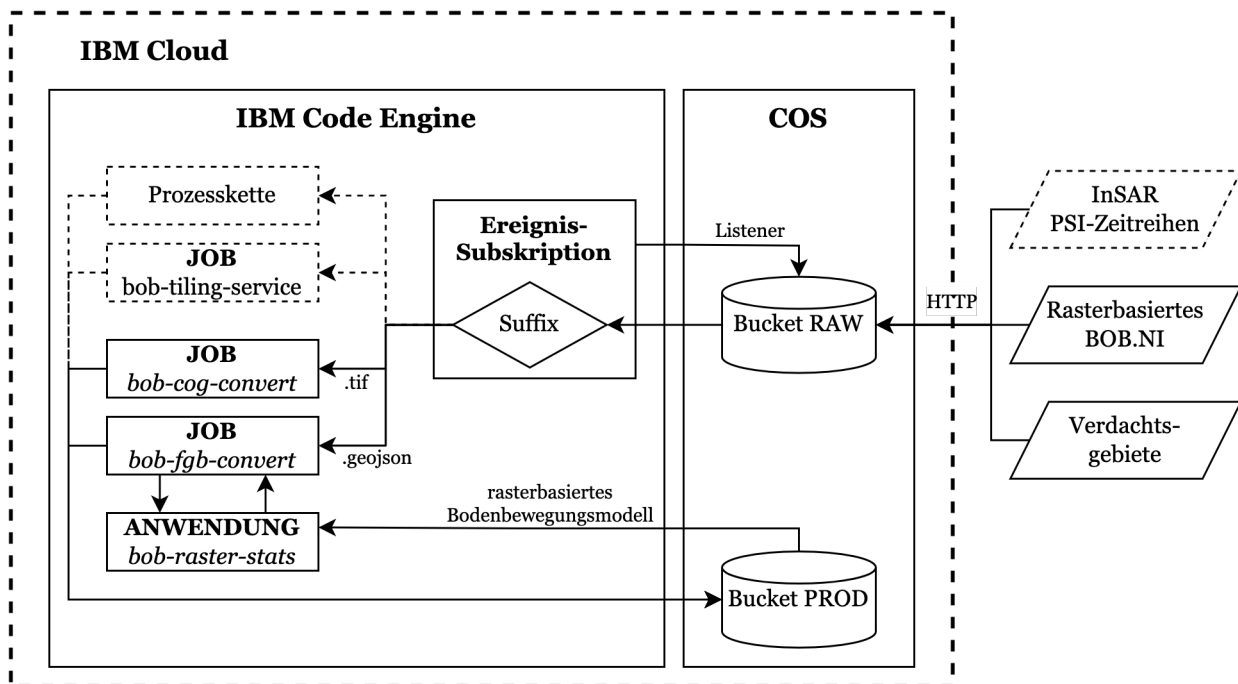 IBM Cloud
IBM Code Engine
COS
Prozesskette
JOB
bob-tiling-service
JOB
bob-cog-convert
.tif
JOB
bob-fgb-convert
.geojson
ANWENDUNG
bob-raster-stats
Ereignis-
Subskription
Suffix
Listener
Bucket RAW
rasterbasiertes
Bodenbewegungsmodell
Bucket PROD
HTTP
InSAR
PSI-Zeitreihen
Rasterbasiertes
BOB.NI
Verdachts-
gebiete